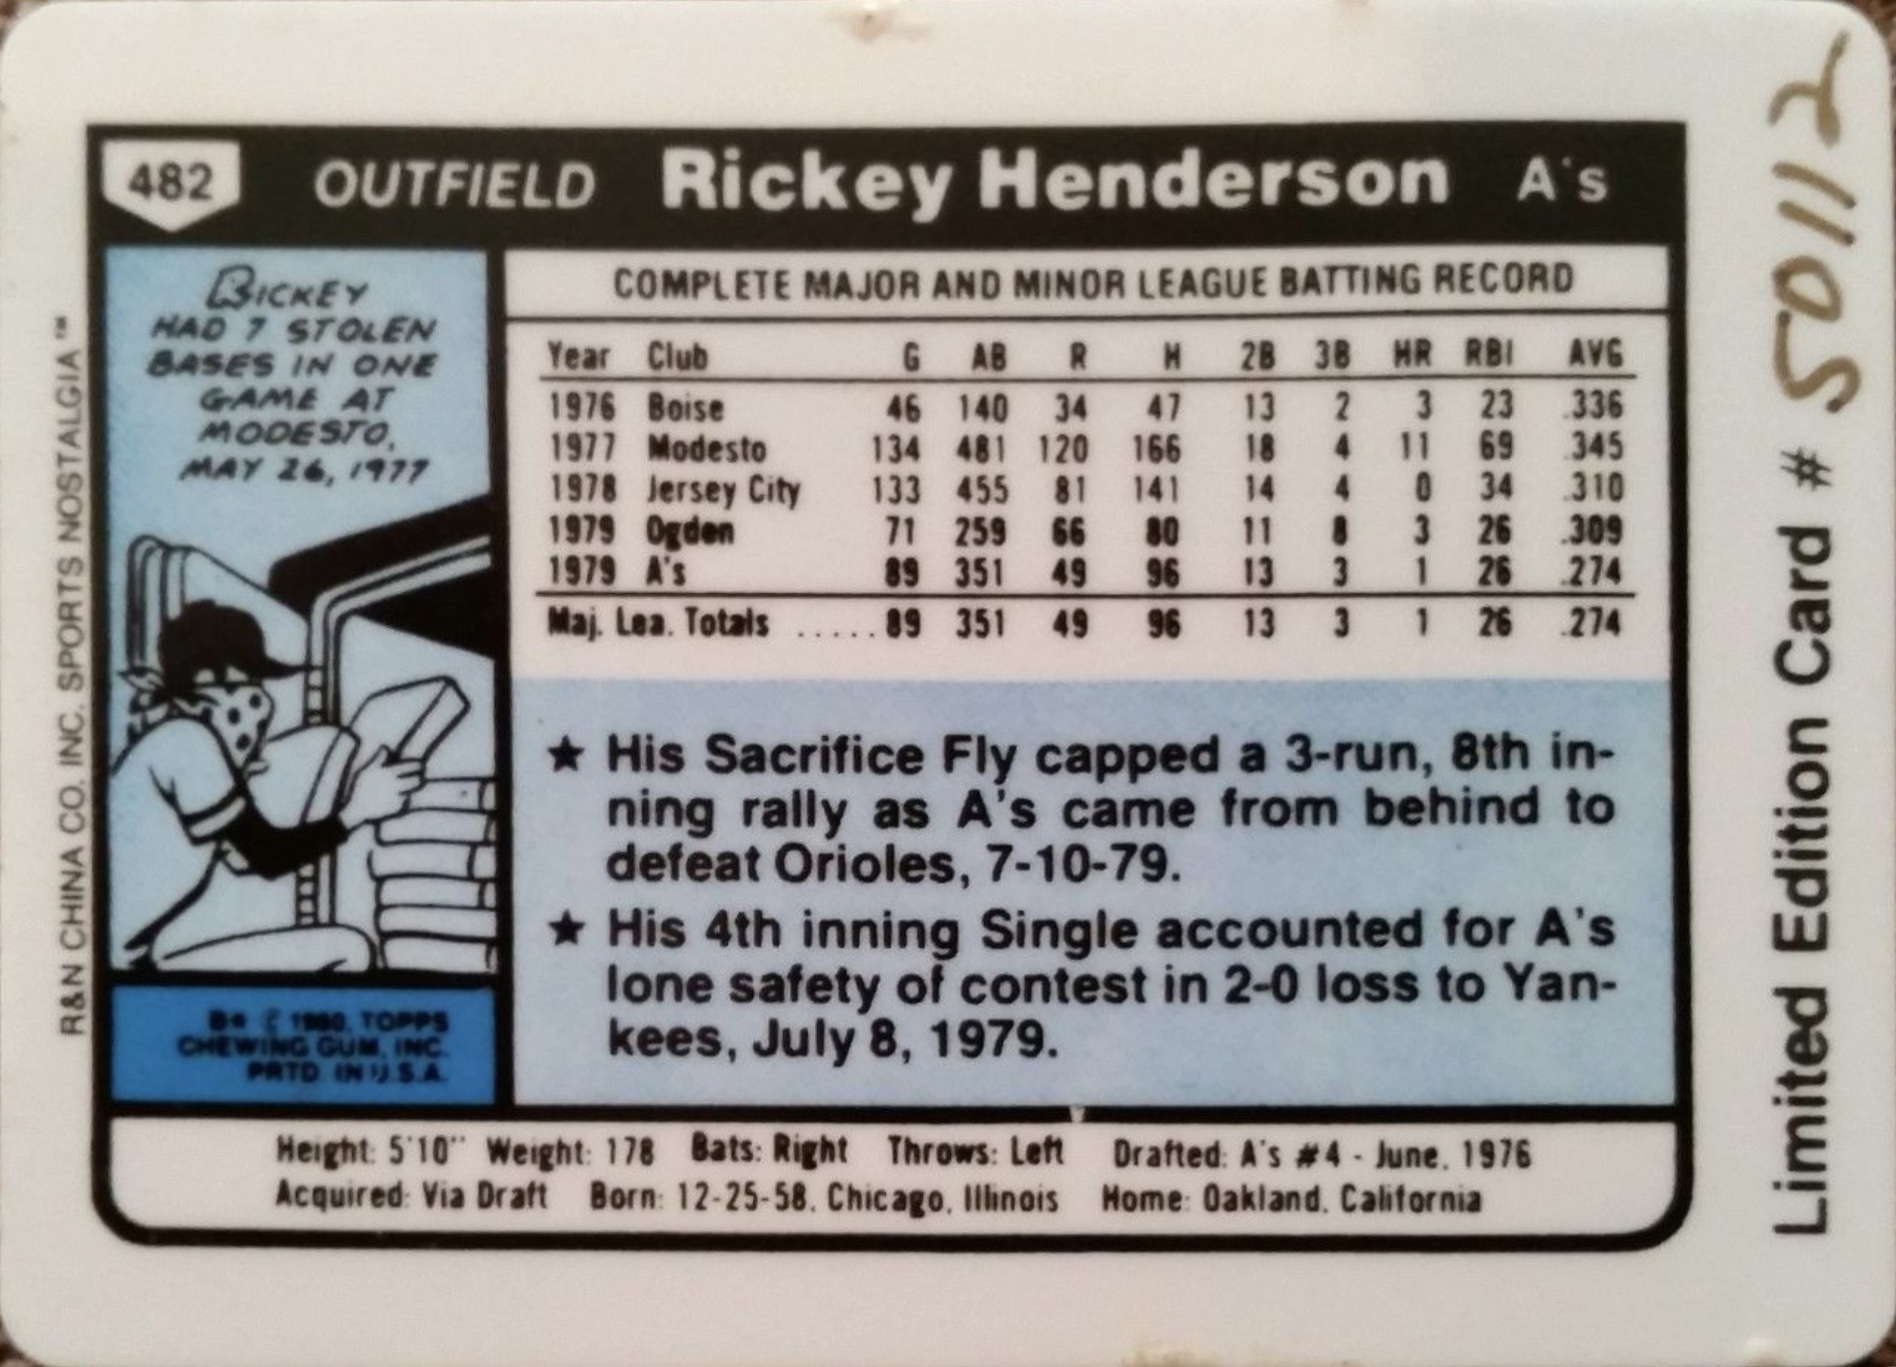 482 OUTFIELD Rickey Henderson A's
RICKEY
HAD 7 STOLEN
BASES IN ONE
GAME AT
MODESTO,
MAY 26, 1977
COMPLETE MAJOR AND MINOR LEAGUE BATTING RECORD
Year Club G AB R H 2B 3B HR RBI AVG
1976 Boise 46 140 34 47 13 2 3 23 .336
1977 Modesto 134 481 120 166 18 4 11 69 .345
1978 Jersey City 133 455 81 141 14 4 0 34 .310
1979 Ogden 71 259 66 80 11 8 3 26 .309
1979 A's 89 351 49 96 13 3 1 26 .274
Maj. Lea. Totals .....89 351 49 96 13 3 1 26 .274
★ His Sacrifice Fly capped a 3-run, 8th in-
ning rally as A's came from behind to
defeat Orioles, 7-10-79.
★ His 4th inning Single accounted for A's
lone safety of contest in 2-0 loss to Yan-
kees, July 8, 1979.
B* © 1980, TOPPS
CHEWING GUM, INC.
PRTD. IN U.S.A.
Height: 5'10" Weight: 178 Bats: Right Throws: Left Drafted: A's #4 - June, 1976
Acquired: Via Draft Born: 12-25-58, Chicago, Illinois Home: Oakland, California
R&N CHINA CO. INC. SPORTS NOSTALGIA™
Limited Edition Card # 50112